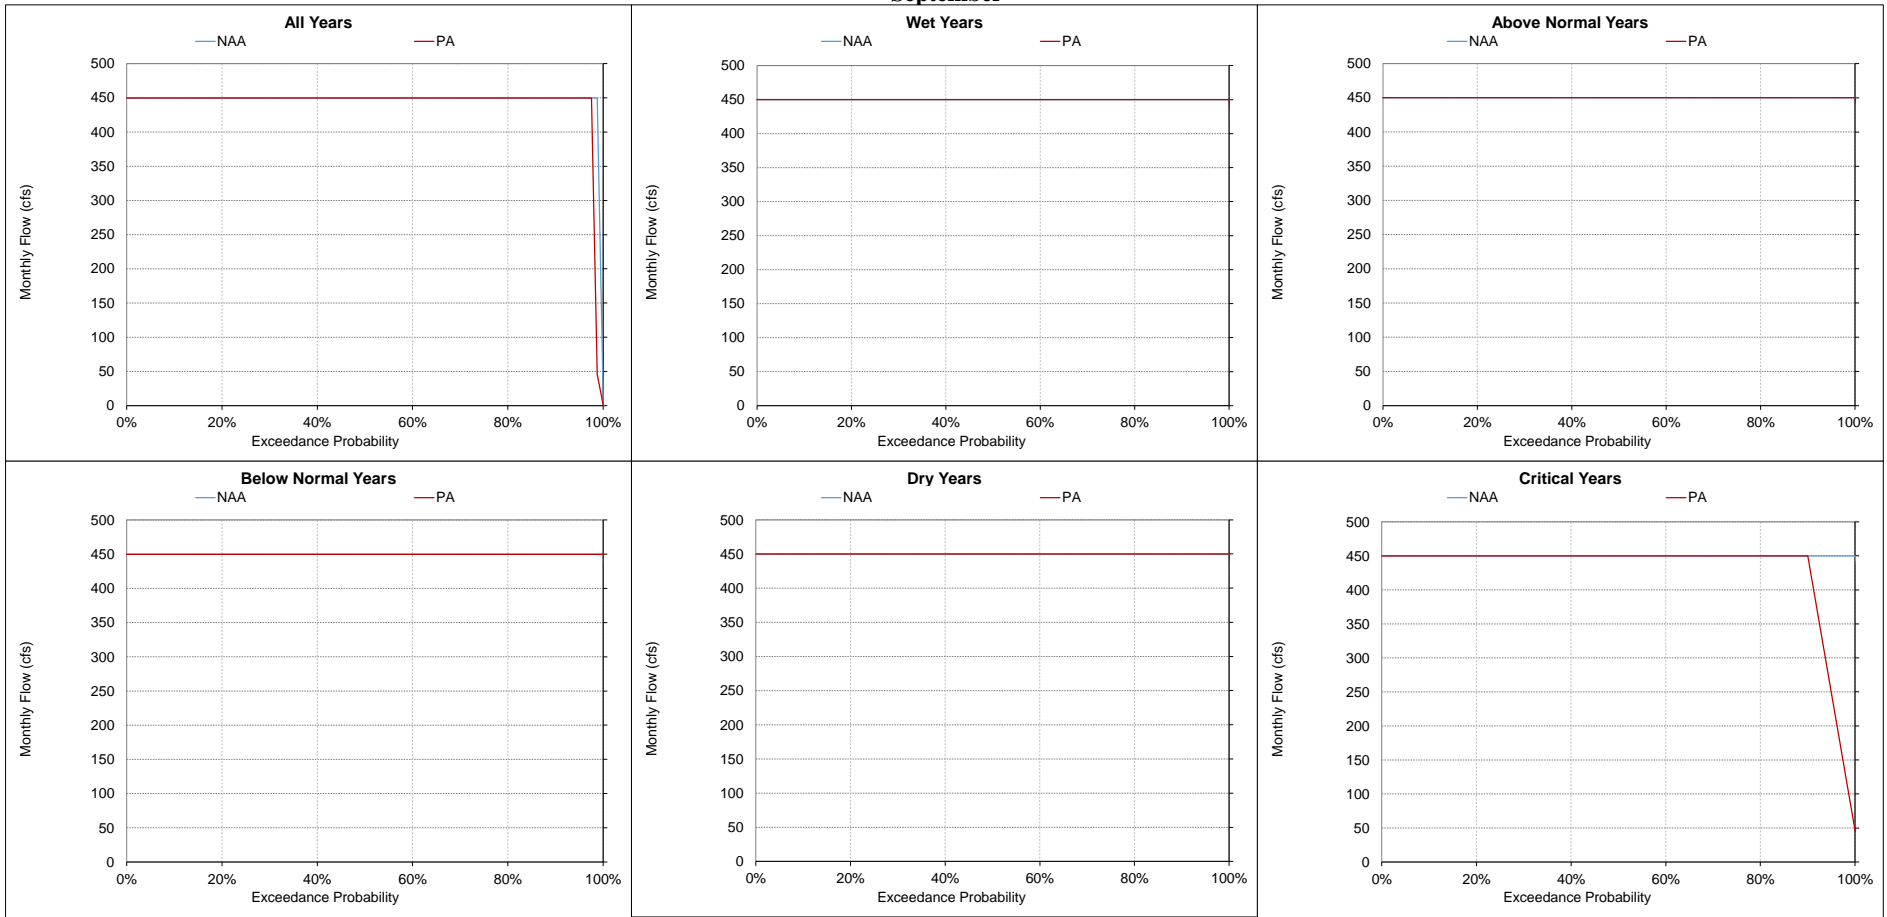 September
All Years
NAA PA
500
450
400
350
300
250
200
150
100
50
0
0% 20% 40% 60% 80% 100%
Exceedance Probability
Monthly Flow (cfs)
Wet Years
NAA PA
500
450
400
350
300
250
200
150
100
50
0
0% 20% 40% 60% 80% 100%
Exceedance Probability
Monthly Flow (cfs)
Above Normal Years
NAA PA
500
450
400
350
300
250
200
150
100
50
0
0% 20% 40% 60% 80% 100%
Exceedance Probability
Monthly Flow (cfs)
Below Normal Years
NAA PA
500
450
400
350
300
250
200
150
100
50
0
0% 20% 40% 60% 80% 100%
Exceedance Probability
Monthly Flow (cfs)
Dry Years
NAA PA
500
450
400
350
300
250
200
150
100
50
0
0% 20% 40% 60% 80% 100%
Exceedance Probability
Monthly Flow (cfs)
Critical Years
NAA PA
500
450
400
350
300
250
200
150
100
50
0
0% 20% 40% 60% 80% 100%
Exceedance Probability
Monthly Flow (cfs)